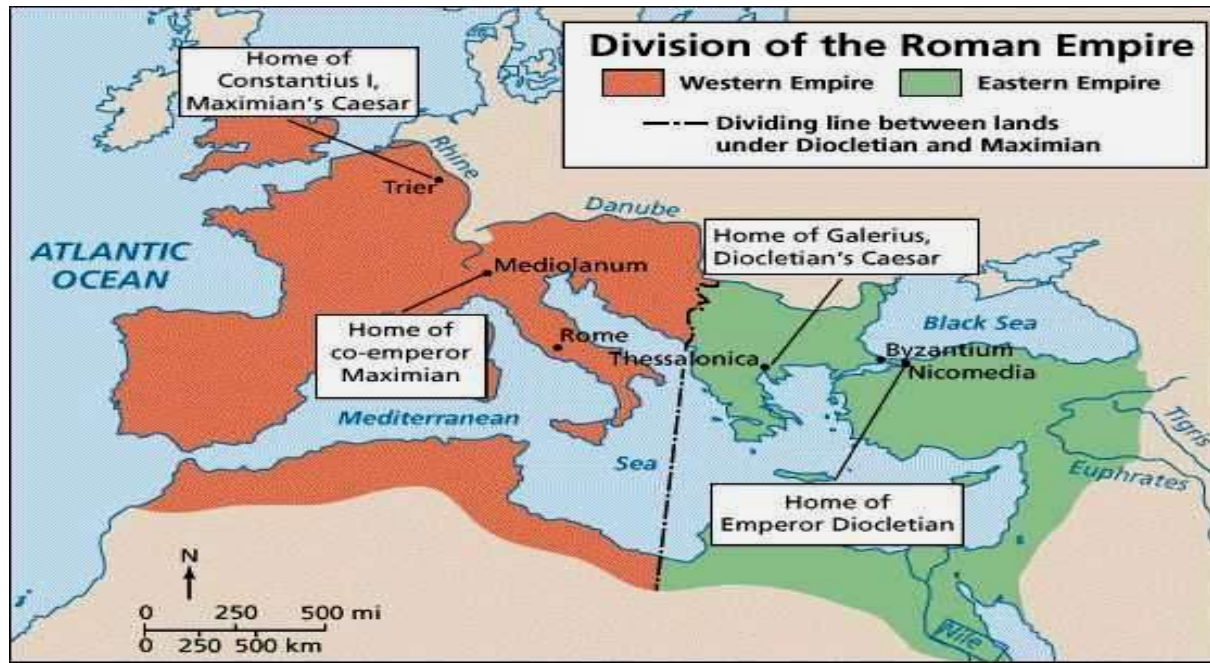 Division of the Roman Empire
Western Empire
Eastern Empire
Dividing line between lands
under Diocletian and Maximian
Home of
Constantius I,
Maximian's Caesar
Rhine
Trier
Danube
Home of Galerius,
Diocletian's Caesar
ATLANTIC
OCEAN
Mediolanum
Home of
co-emperor
Maximian
Rome
Thessalonica
Black Sea
Byzantium
Nicomedia
Mediterranean
Sea
Tigris
Euphrates
Home of
Emperor Diocletian
N
0 250 500 mi
0 250 500 km
Nile